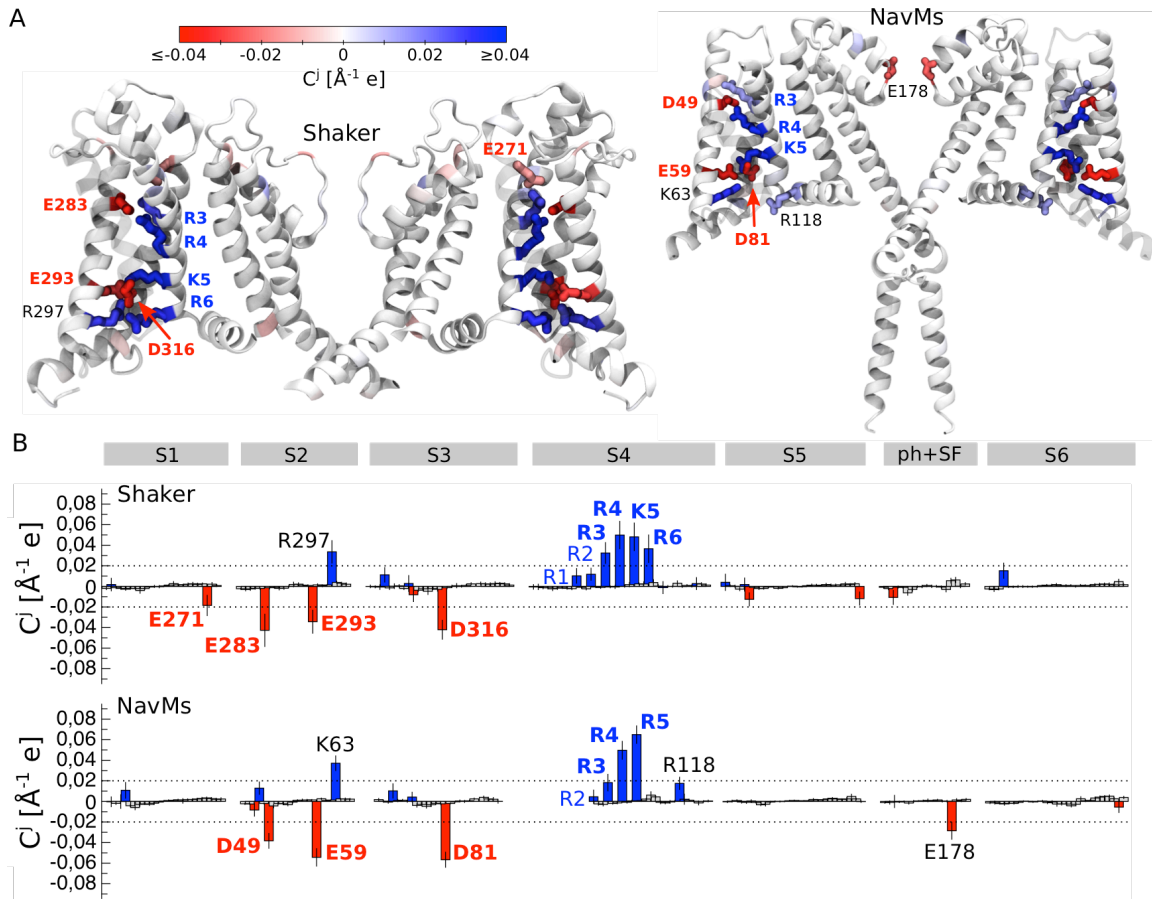 A
≤-0.04 -0.02 0 0.02 ≥0.04
Cʲ [Å⁻¹ e]
Shaker
E283
E293
R297
D316
R3
R4
K5
R6
E271
NavMs
D49
E59
K63
D81
R3
R4
K5
R118
E178
B
S1 S2 S3 S4 S5 ph+SF S6
Shaker
Cʲ [Å⁻¹ e]
0,08
0,06
0,04
0,02
0
-0,02
-0,04
-0,06
-0,08
E271
E283
R297
E293
D316
R1
R2
R3
R4
K5
R6
NavMs
Cʲ [Å⁻¹ e]
0,08
0,06
0,04
0,02
0
-0,02
-0,04
-0,06
-0,08
D49
K63
E59
D81
R2
R3
R4
R5
R118
E178